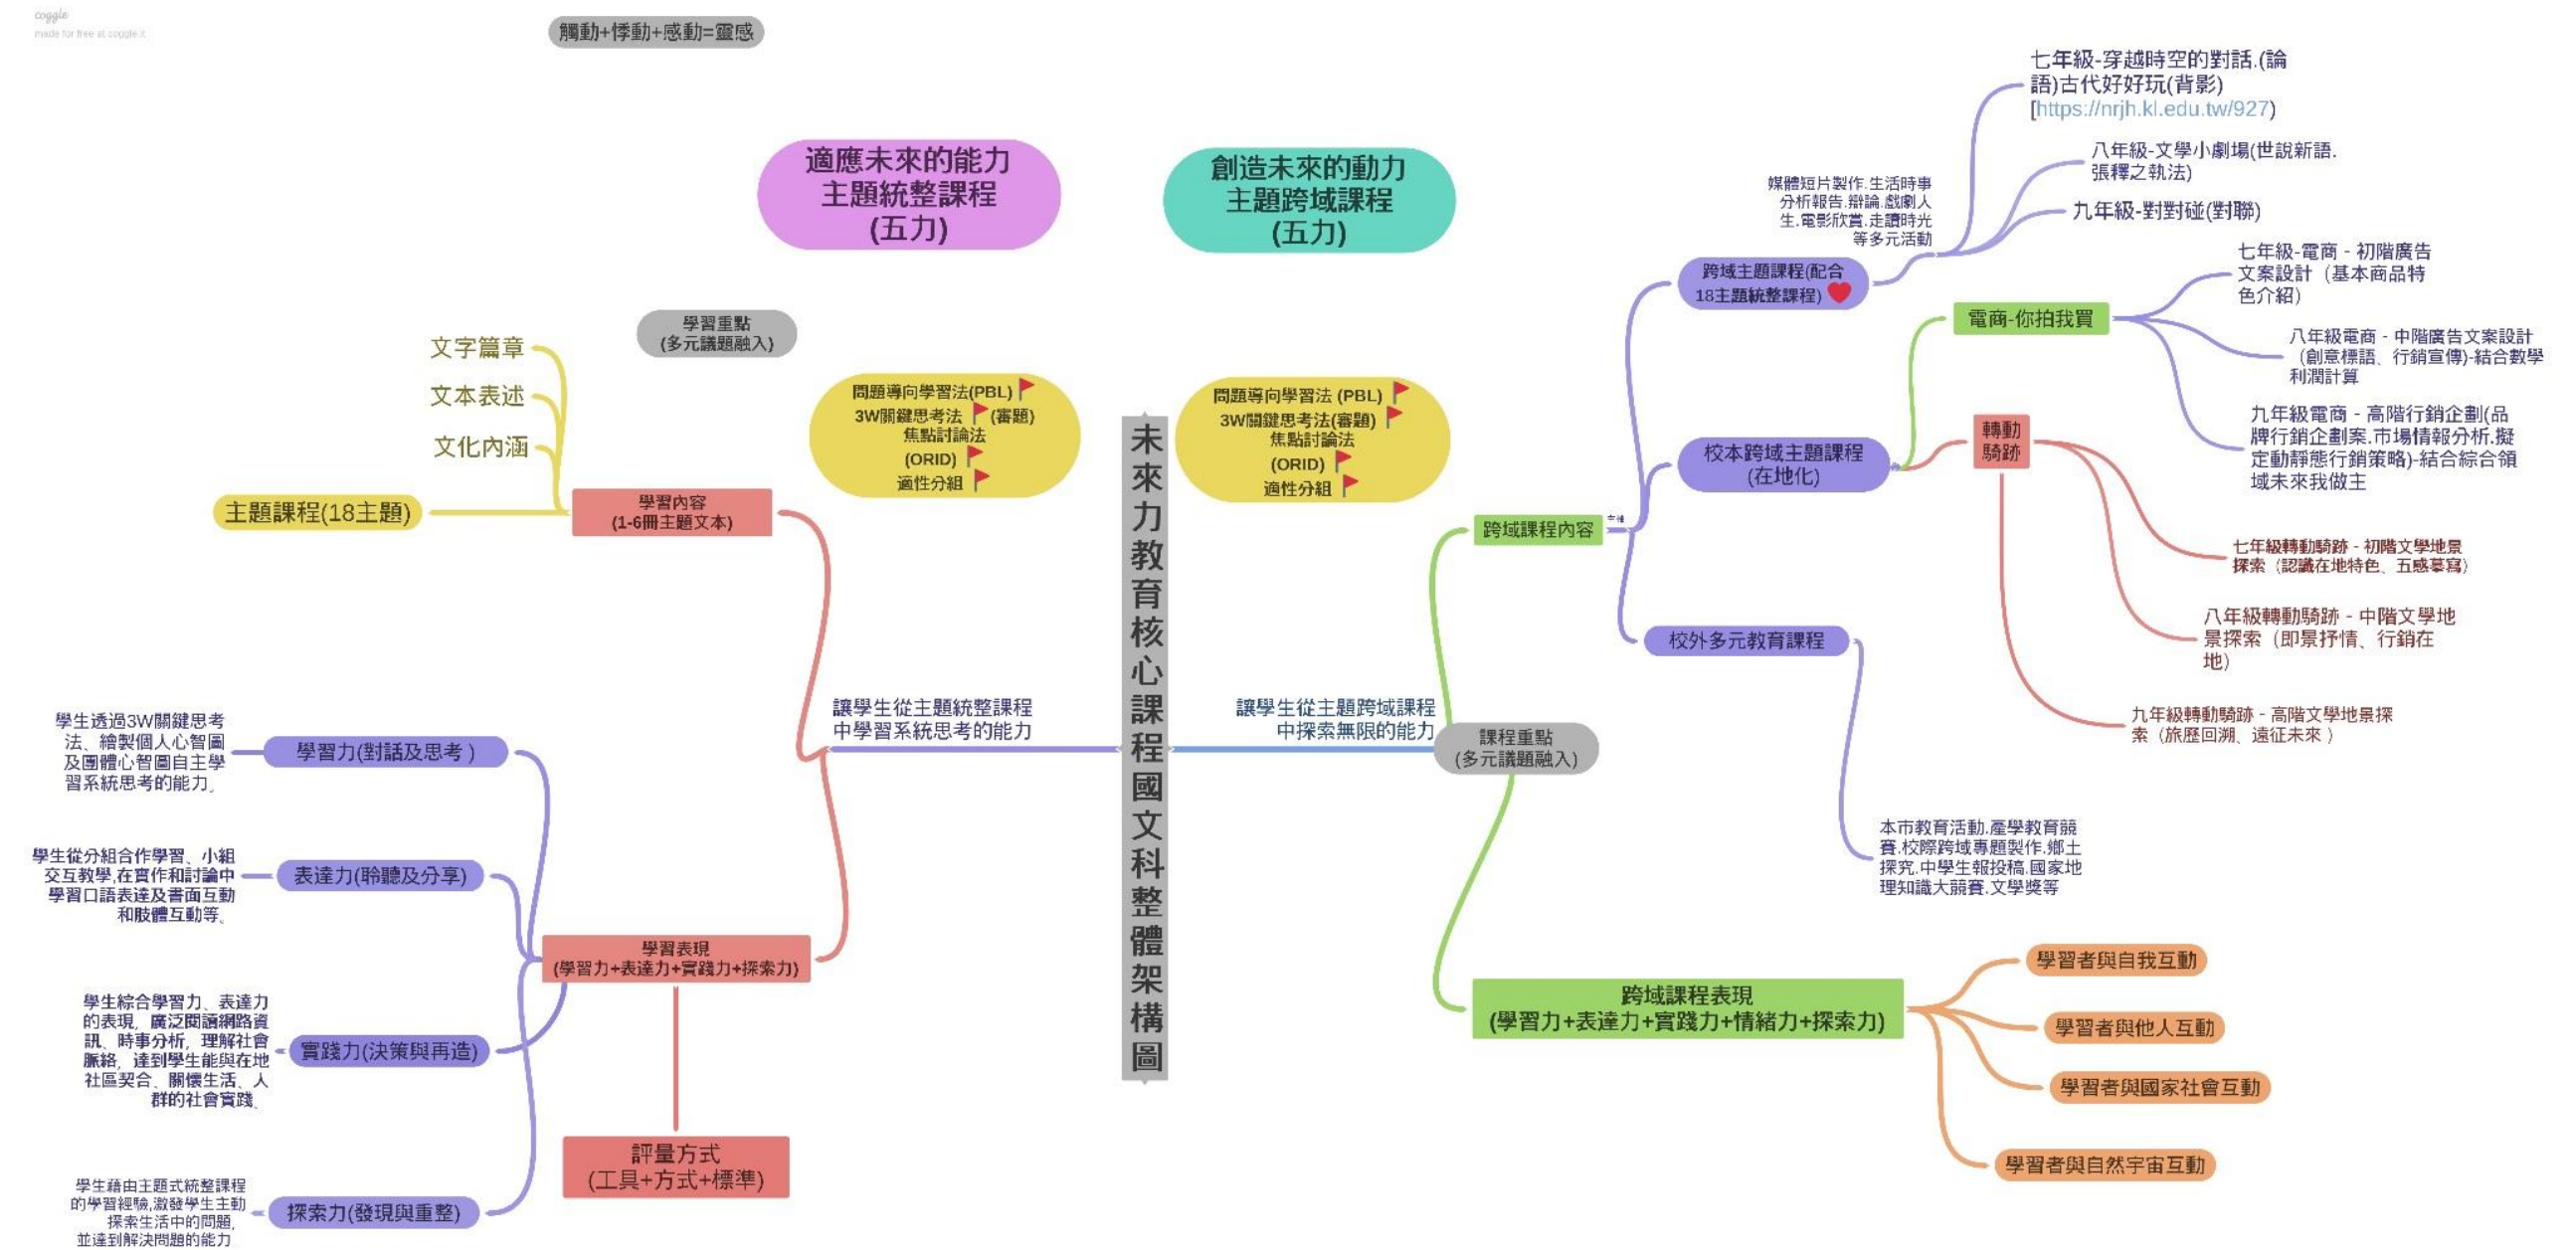 coggle
made for free at coggle.it
觸動+悸動+感動=靈感
適應未來的能力
主題統整課程
(五力)
創造未來的動力
主題跨域課程
(五力)
學習重點
(多元議題融入)
問題導向學習法(PBL)
3W關鍵思考法 (審題)
焦點討論法
(ORID)
適性分組
問題導向學習法 (PBL)
3W關鍵思考法(審題)
焦點討論法
(ORID)
適性分組
未來力教育核心課程國文科整體架構圖
文字篇章
文本表述
文化內涵
主題課程(18主題)
學習內容
(1-6冊主題文本)
讓學生從主題統整課程
中學習系統思考的能力
學生透過3W關鍵思考
法、繪製個人心智圖
及團體心智圖自主學
習系統思考的能力。
學習力(對話及思考 )
學生從分組合作學習、小組
交互教學,在實作和討論中
學習口語表達及書面互動
和肢體互動等。
表達力(聆聽及分享)
學習表現
(學習力+表達力+實踐力+探索力)
學生綜合學習力、表達力
的表現，廣泛閱讀網路資
訊、時事分析，理解社會
脈絡，達到學生能與在地
社區契合、關懷生活、人
群的社會實踐。
實踐力(決策與再造)
評量方式
(工具+方式+標準)
學生藉由主題式統整課程
的學習經驗,激發學生主動
探索生活中的問題,
並達到解決問題的能力
探索力(發現與重整)
讓學生從主題跨域課程
中探索無限的能力
課程重點
(多元議題融入)
跨域課程內容
跨域主題課程(配合
18主題統整課程)
媒體短片製作.生活時事
分析報告.辯論.戲劇人
生.電影欣賞.走讀時光
等多元活動
七年級-穿越時空的對話.(論
語)古代好好玩(背影)
[https://nrjh.kl.edu.tw/927)
八年級-文學小劇場(世說新語.
張釋之執法)
九年級-對對碰(對聯)
校本跨域主題課程
(在地化)
電商-你拍我買
七年級-電商 - 初階廣告
文案設計（基本商品特
色介紹）
八年級電商 - 中階廣告文案設計
（創意標語、行銷宣傳)-結合數學
利潤計算
九年級電商 - 高階行銷企劃(品
牌行銷企劃案.市場情報分析.擬
定動靜態行銷策略)-結合綜合領
域未來我做主
轉動
騎跡
七年級轉動騎跡 - 初階文學地景
探索（認識在地特色、五感摹寫）
八年級轉動騎跡 - 中階文學地
景探索（即景抒情、行銷在
地）
九年級轉動騎跡 - 高階文學地景探
索（旅歷回溯、遠征未來 ）
校外多元教育課程
本市教育活動.產學教育競
賽.校際跨域專題製作.鄉土
探究.中學生報投稿.國家地
理知識大競賽.文學獎等
跨域課程表現
(學習力+表達力+實踐力+情緒力+探索力)
學習者與自我互動
學習者與他人互動
學習者與國家社會互動
學習者與自然宇宙互動